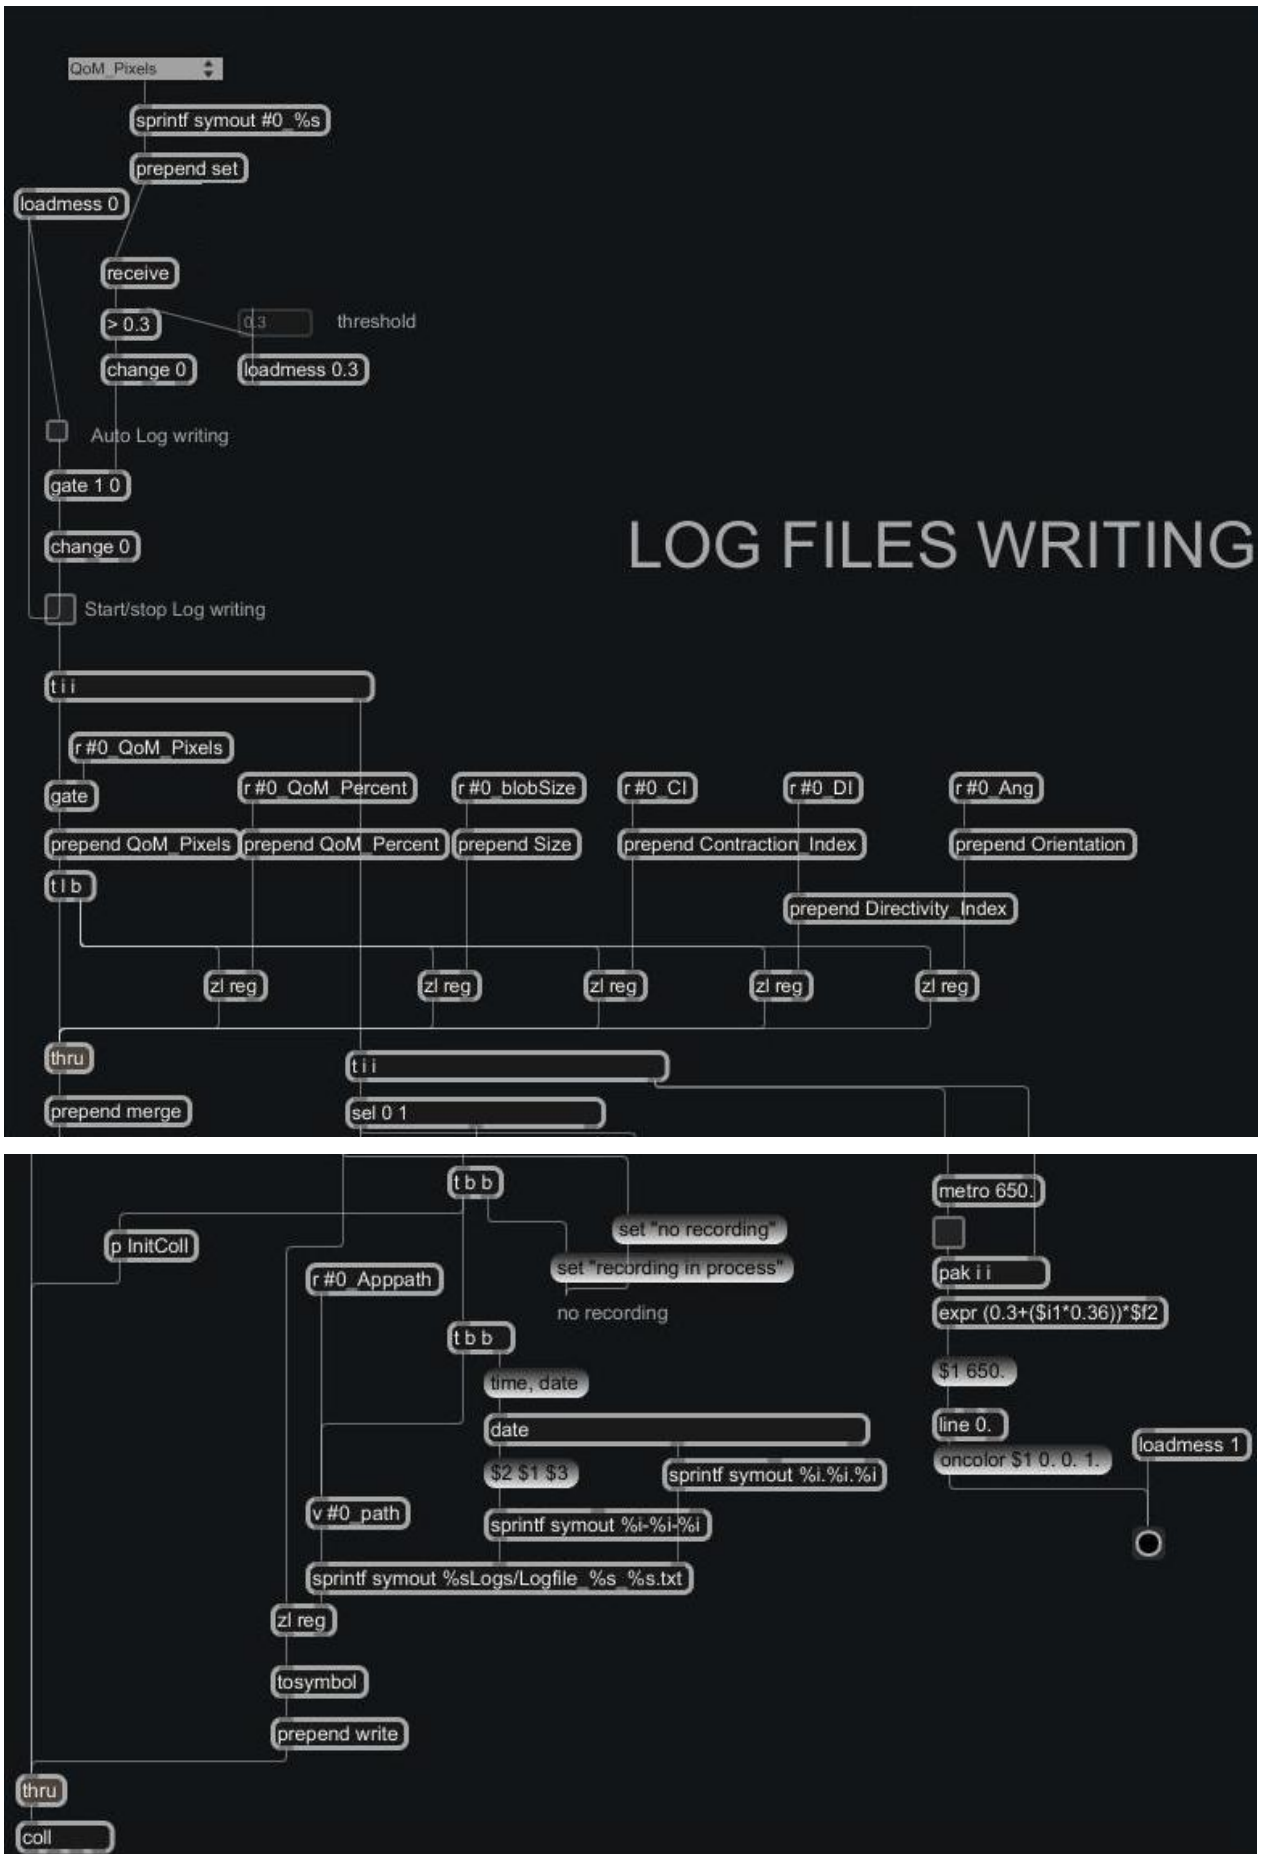 QoM_Pixels
sprintf symout #0_%s
prepend set
loadmess 0
receive
> 0.3
0.3
threshold
change 0
loadmess 0.3
Auto Log writing
gate 1 0
change 0
LOG FILES WRITING
Start/stop Log writing
t i i
r #0_QoM_Pixels
gate
r #0_QoM_Percent
r #0_blobSize
r #0_CI
r #0_DI
r #0_Ang
prepend QoM_Pixels
prepend QoM_Percent
prepend Size
prepend Contraction_Index
prepend Orientation
t l b
prepend Directivity_Index
zl reg
zl reg
zl reg
zl reg
zl reg
thru
t i i
prepend merge
sel 0 1
t b b
metro 650.
p InitColl
set "no recording"
r #0_Apppath
set "recording in process"
pak i i
no recording
expr (0.3+($i1*0.36))*$f2
t b b
time, date
$1 650.
date
line 0.
loadmess 1
$2 $1 $3
sprintf symout %i.%i.%i
oncolor $1 0. 0. 1.
v #0_path
sprintf symout %i-%i-%i
sprintf symout %sLogs/Logfile_%s_%s.txt
zl reg
tosymbol
prepend write
thru
coll